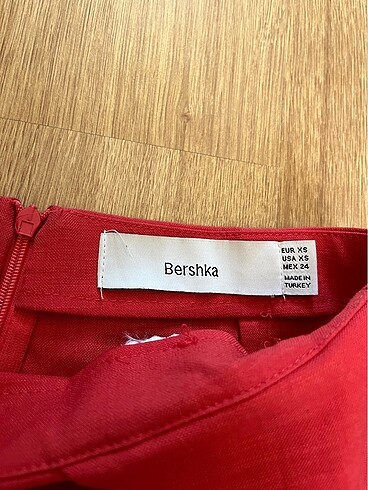 Bershka
EUR XS
USA XS
MEX 24
MADE IN
TURKEY